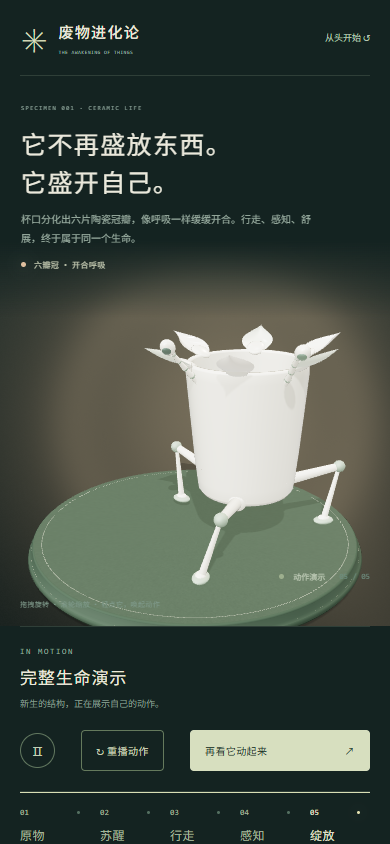 废物进化论
THE AWAKENING OF THINGS
从头开始 ↺
SPECIMEN 001 - CERAMIC LIFE
它不再盛放东西。
它盛开自己。
杯口分化出六片陶瓷冠瓣，像呼吸一样缓缓开合。行走、感知、舒
展，终于属于同一个生命。
六瓣冠 · 开合呼吸
动作演示
05
拖拽旋转
IN MOTION
完整生命演示
新生的结构，正在展示自己的动作。
↻ 重播动作
再看它动起来 ↗
01 02 03 04 05
原物 苏醒 行走 感知 绽放